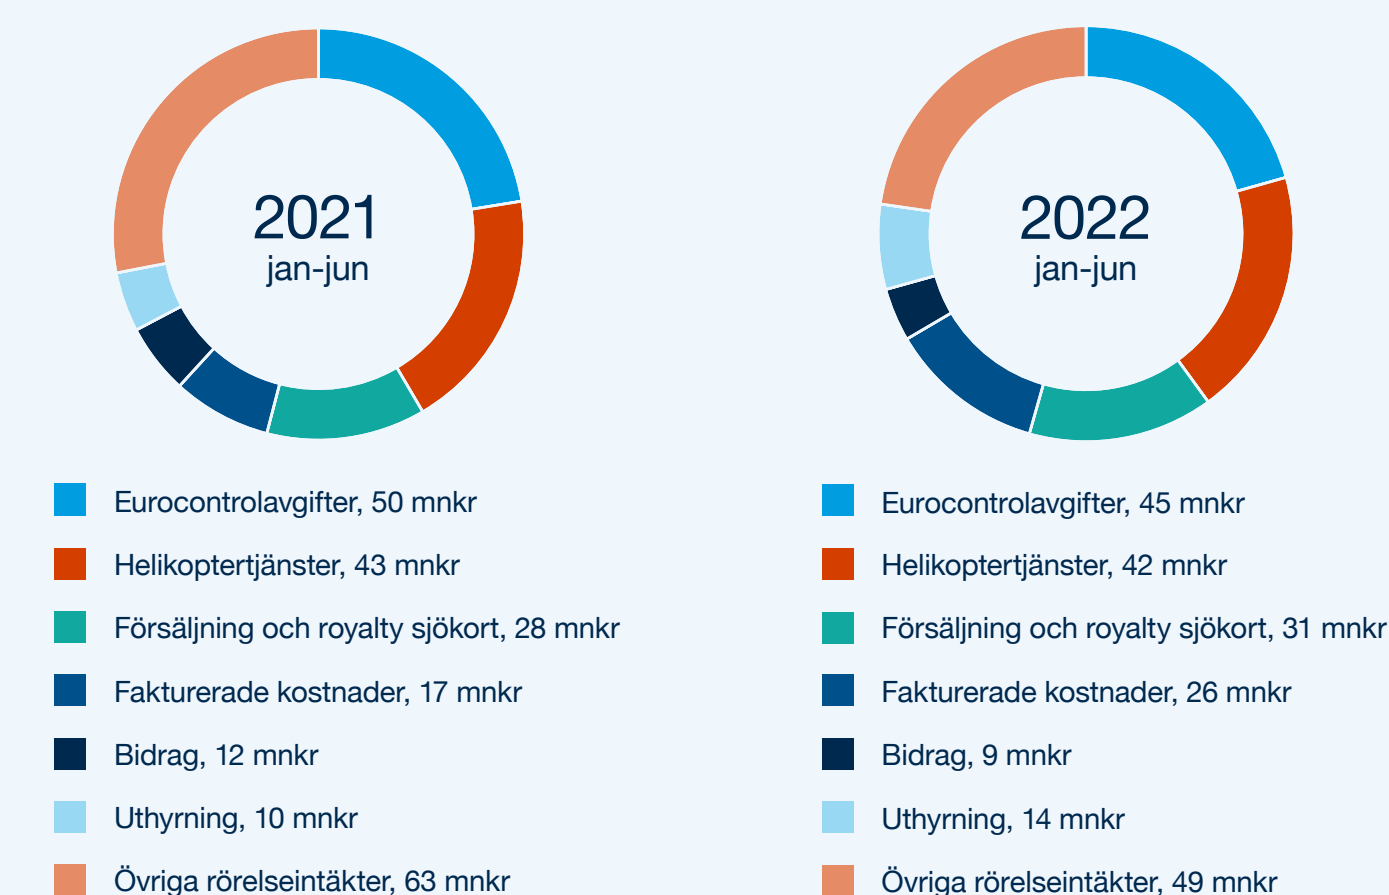 2021
jan-jun
Eurocontrolavgifter, 50 mnkr
Helikoptertjänster, 43 mnkr
Försäljning och royalty sjökort, 28 mnkr
Fakturerade kostnader, 17 mnkr
Bidrag, 12 mnkr
Uthyrning, 10 mnkr
Övriga rörelseintäkter, 63 mnkr
2022
jan-jun
Eurocontrolavgifter, 45 mnkr
Helikoptertjänster, 42 mnkr
Försäljning och royalty sjökort, 31 mnkr
Fakturerade kostnader, 26 mnkr
Bidrag, 9 mnkr
Uthyrning, 14 mnkr
Övriga rörelseintäkter, 49 mnkr